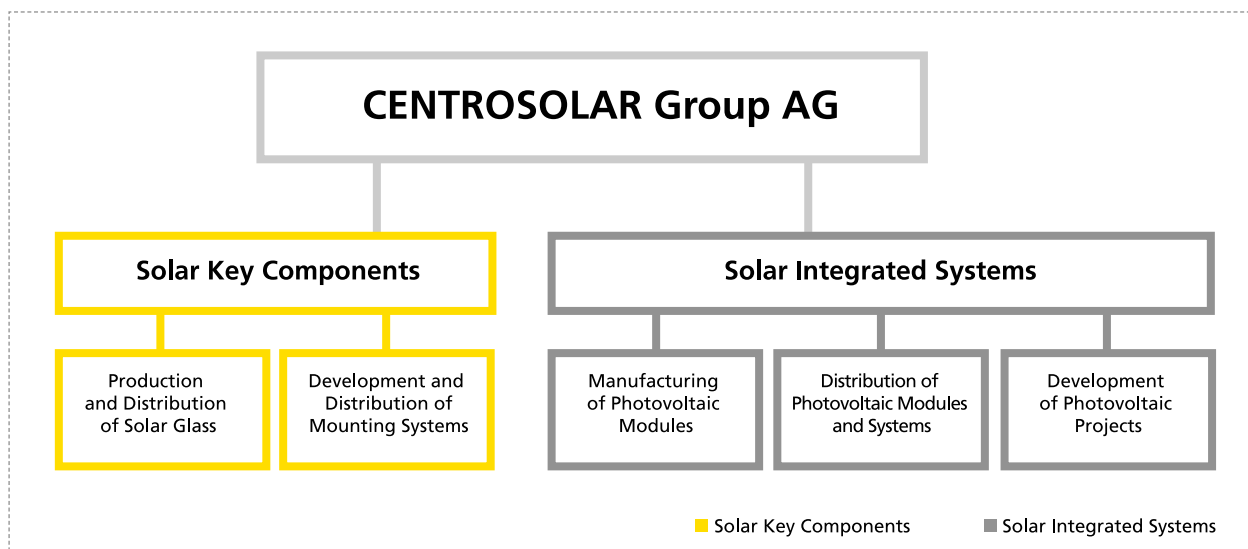 CENTROSOLAR Group AG
Solar Key Components
Solar Integrated Systems
Production
and Distribution
of Solar Glass
Development and
Distribution of
Mounting Systems
Manufacturing
of Photovoltaic
Modules
Distribution of
Photovoltaic Modules
and Systems
Development
of Photovoltaic
Projects
Solar Key Components
Solar Integrated Systems